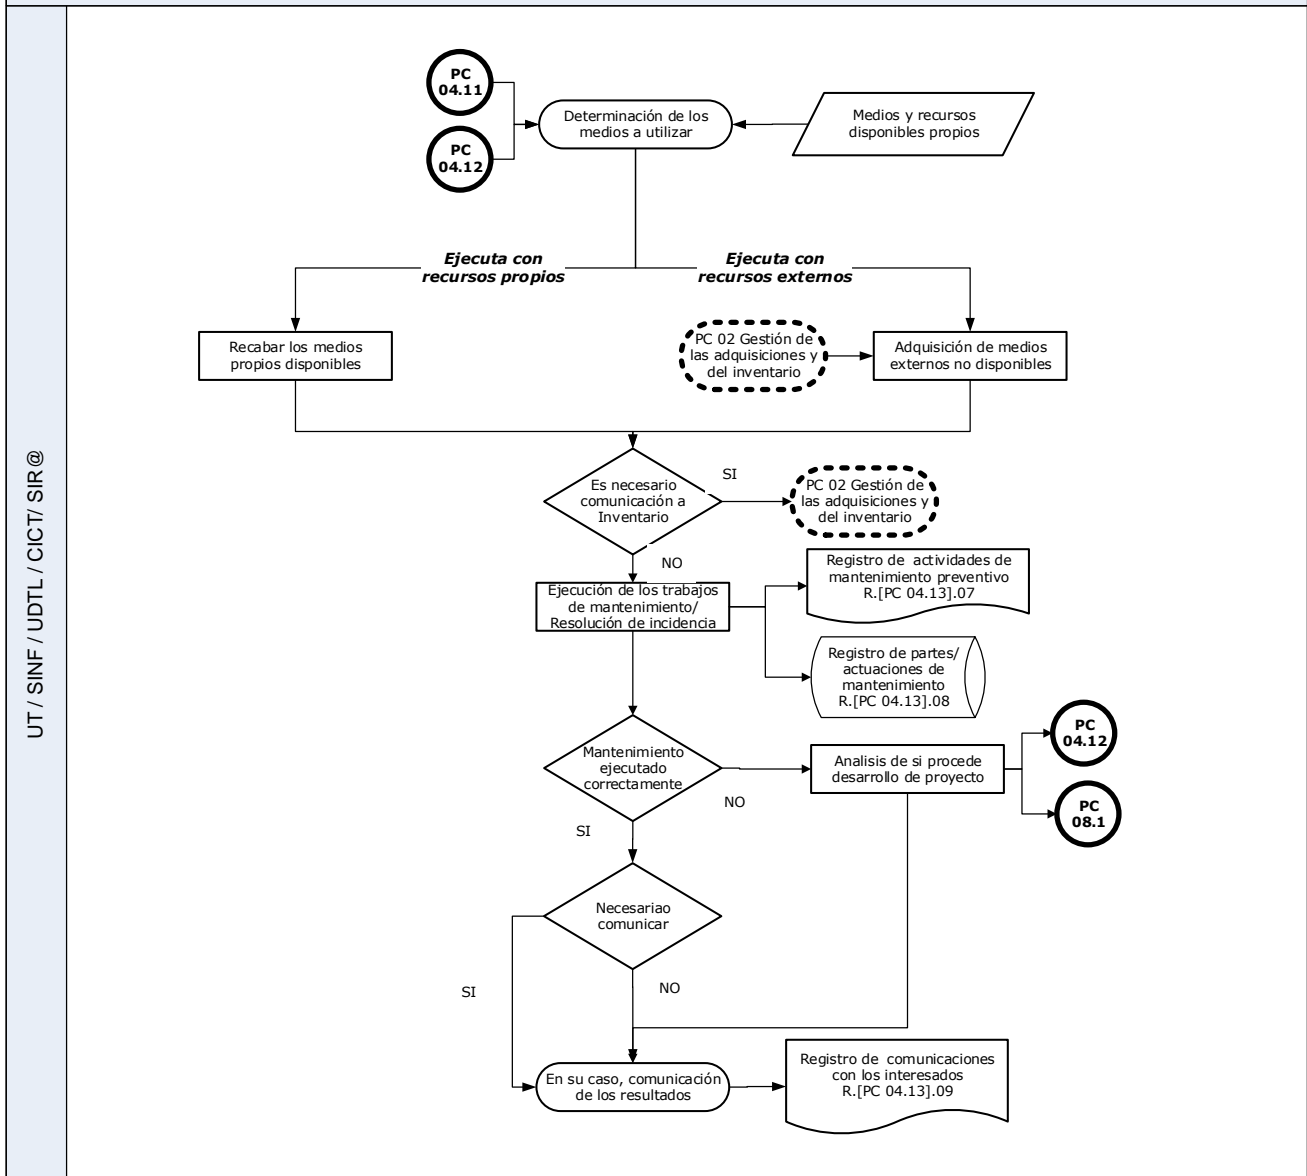 UT / SINF / UDTL / CICT/ SIR@
PC
04.11
PC
04.12
Determinación de los
medios a utilizar
Medios y recursos
disponibles propios
Ejecuta con
recursos propios
Ejecuta con
recursos externos
Recabar los medios
propios disponibles
PC 02 Gestión de
las adquisiciones y
del inventario
Adquisición de medios
externos no disponibles
Es necesario
comunicación a
Inventario
SI
PC 02 Gestión de
las adquisiciones y
del inventario
NO
Ejecución de los trabajos
de mantenimiento/
Resolución de incidencia
Registro de actividades de
mantenimiento preventivo
R.[PC 04.13].07
Registro de partes/
actuaciones de
mantenimiento
R.[PC 04.13].08
Mantenimiento
ejecutado
correctamente
NO
Analisis de si procede
desarrollo de proyecto
PC
04.12
PC
08.1
SI
Necesariao
comunicar
SI
NO
En su caso, comunicación
de los resultados
Registro de comunicaciones
con los interesados
R.[PC 04.13].09